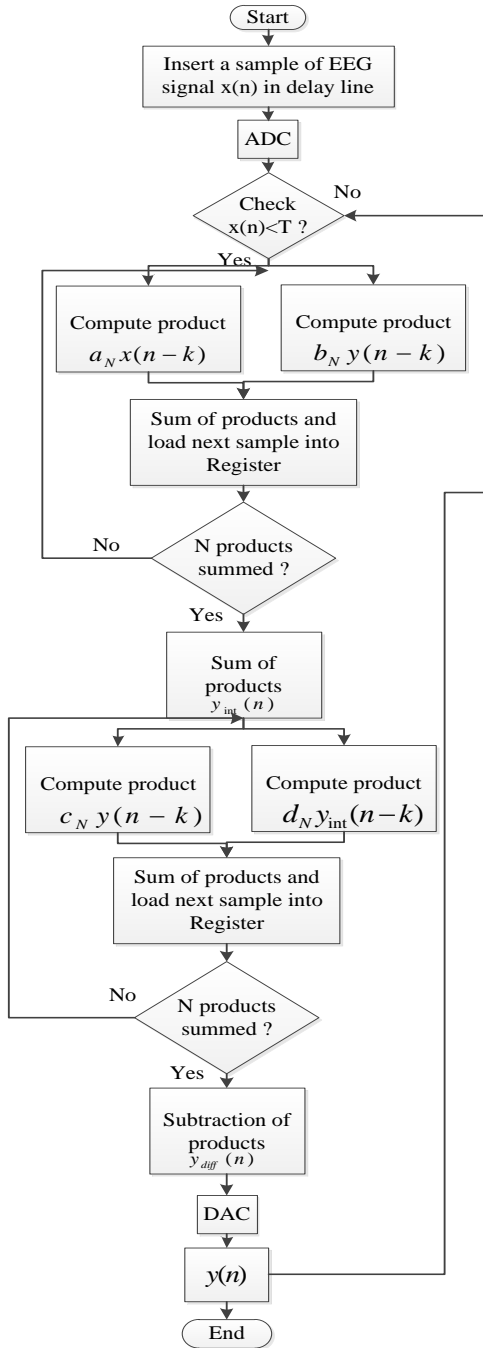 Start
Insert a sample of EEG
signal x(n) in delay line
ADC
No
Check
x(n)<T ?
Yes
Compute product
a_N x(n − k)
Compute product
b_N y(n − k)
Sum of products and
load next sample into
Register
No
N products
summed ?
Yes
Sum of
products
y_int (n)
Compute product
c_N y(n − k)
Compute product
d_N y_int(n−k)
Sum of products and
load next sample into
Register
No
N products
summed ?
Yes
Subtraction of
products
y_diff (n)
DAC
y(n)
End